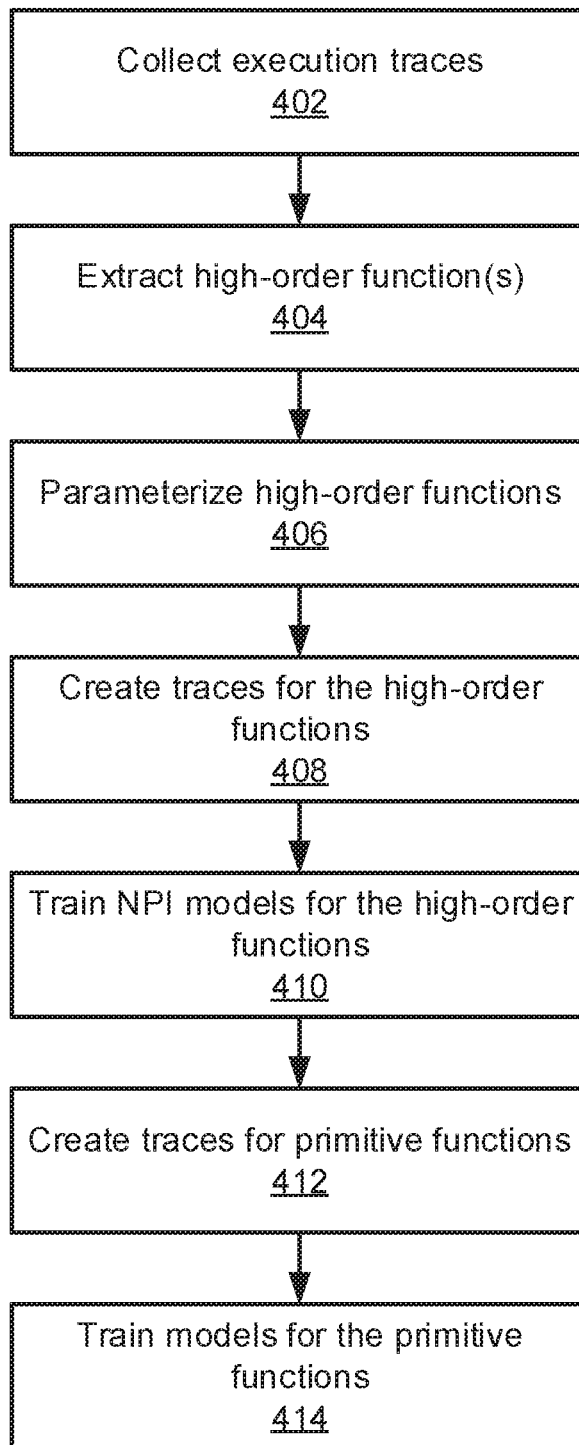 Collect execution traces
402
Extract high-order function(s)
404
Parameterize high-order functions
406
Create traces for the high-order
functions
408
Train NPI models for the high-order
functions
410
Create traces for primitive functions
412
Train models for the primitive
functions
414